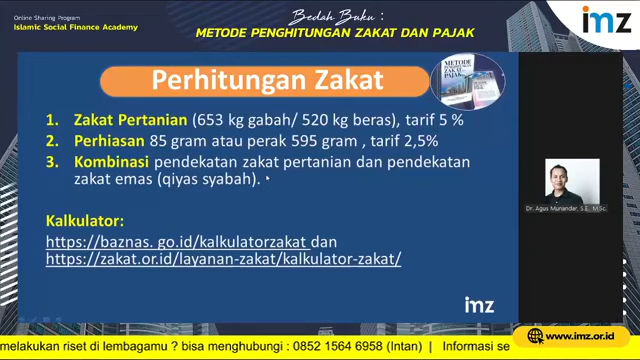 Online Sharing Program
Islamic Social Finance Academy
Bedah Buku :
METODE PENGHITUNGAN ZAKAT DAN PAJAK
imz
Perhitungan Zakat
METODE
PENGHITUNGAN
ZAKAT
PAJAK
1. Zakat Pertanian (653 kg gabah/ 520 kg beras), tarif 5 %
2. Perhiasan 85 gram atau perak 595 gram , tarif 2,5%
3. Kombinasi pendekatan zakat pertanian dan pendekatan
zakat emas (qiyas syabah).
Kalkulator:
https://baznas. go.id/kalkulatorzakat dan
https://zakat.or.id/layanan-zakat/kalkulator-zakat/
imz
Dr. Agus Munandar, S.E., M.Sc.
www.imz.or.id
melakukan riset di lembagamu ? bisa menghubungi : 0852 1564 6958 (Intan) | Informasi se